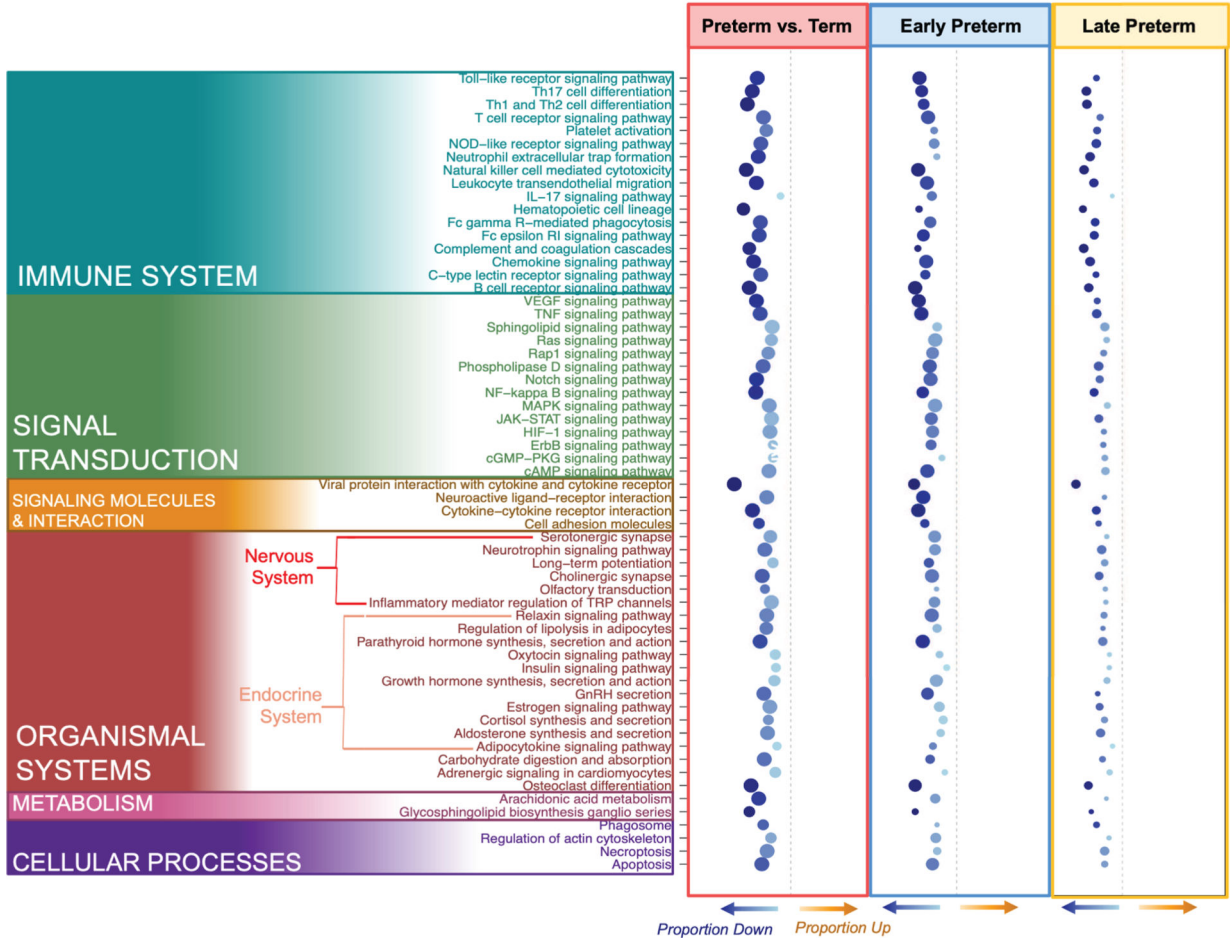 Preterm vs. Term
Early Preterm
Late Preterm
Toll-like receptor signaling pathway
Th17 cell differentiation
Th1 and Th2 cell differentiation
T cell receptor signaling pathway
Platelet activation
NOD-like receptor signaling pathway
Neutrophil extracellular trap formation
Natural killer cell mediated cytotoxicity
Leukocyte transendothelial migration
IL-17 signaling pathway
Hematopoietic cell lineage
Fc gamma R-mediated phagocytosis
Fc epsilon RI signaling pathway
Complement and coagulation cascades
Chemokine signaling pathway
C-type lectin receptor signaling pathway
B cell receptor signaling pathway
IMMUNE SYSTEM
VEGF signaling pathway
TNF signaling pathway
Sphingolipid signaling pathway
Ras signaling pathway
Rap1 signaling pathway
Phospholipase D signaling pathway
Notch signaling pathway
NF-kappa B signaling pathway
MAPK signaling pathway
JAK-STAT signaling pathway
HIF-1 signaling pathway
ErbB signaling pathway
cGMP-PKG signaling pathway
cAMP signaling pathway
SIGNAL
TRANSDUCTION
Viral protein interaction with cytokine and cytokine receptor
Neuroactive ligand-receptor interaction
Cytokine-cytokine receptor interaction
Cell adhesion molecules
SIGNALING MOLECULES
& INTERACTION
Serotonergic synapse
Neurotrophin signaling pathway
Long-term potentiation
Cholinergic synapse
Olfactory transduction
Inflammatory mediator regulation of TRP channels
Nervous
System
Relaxin signaling pathway
Regulation of lipolysis in adipocytes
Parathyroid hormone synthesis, secretion and action
Oxytocin signaling pathway
Insulin signaling pathway
Growth hormone synthesis, secretion and action
GnRH secretion
Estrogen signaling pathway
Cortisol synthesis and secretion
Aldosterone synthesis and secretion
Adipocytokine signaling pathway
Endocrine
System
Carbohydrate digestion and absorption
Adrenergic signaling in cardiomyocytes
Osteoclast differentiation
ORGANISMAL
SYSTEMS
Arachidonic acid metabolism
Glycosphingolipid biosynthesis ganglio series
METABOLISM
Phagosome
Regulation of actin cytoskeleton
Necroptosis
Apoptosis
CELLULAR PROCESSES
Proportion Down
Proportion Up